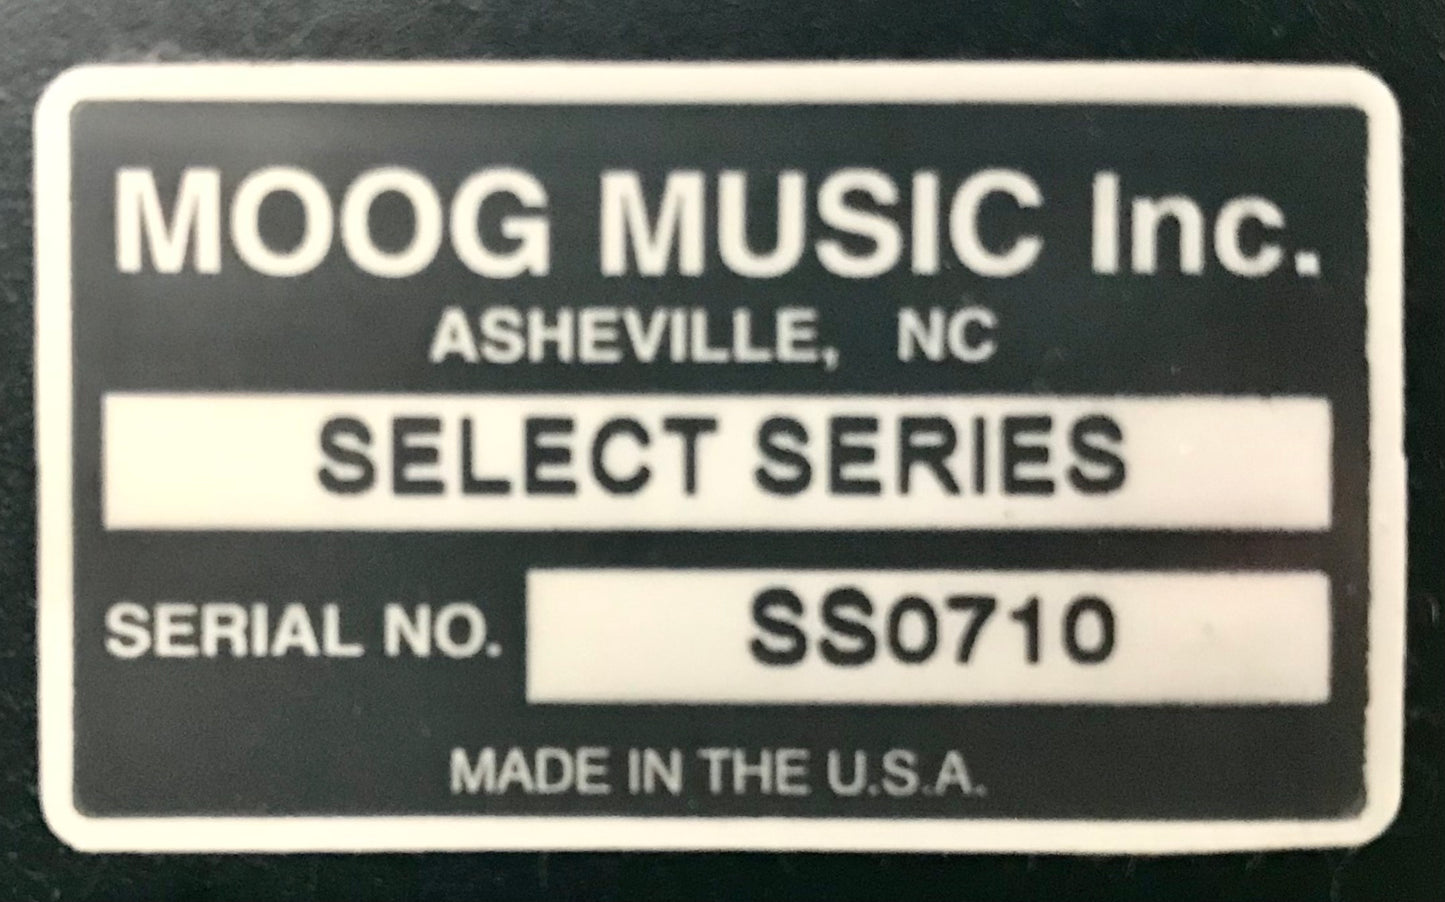 MOOG MUSIC Inc.
ASHEVILLE, NC
SELECT SERIES
SERIAL NO. SS0710
MADE IN THE U.S.A.